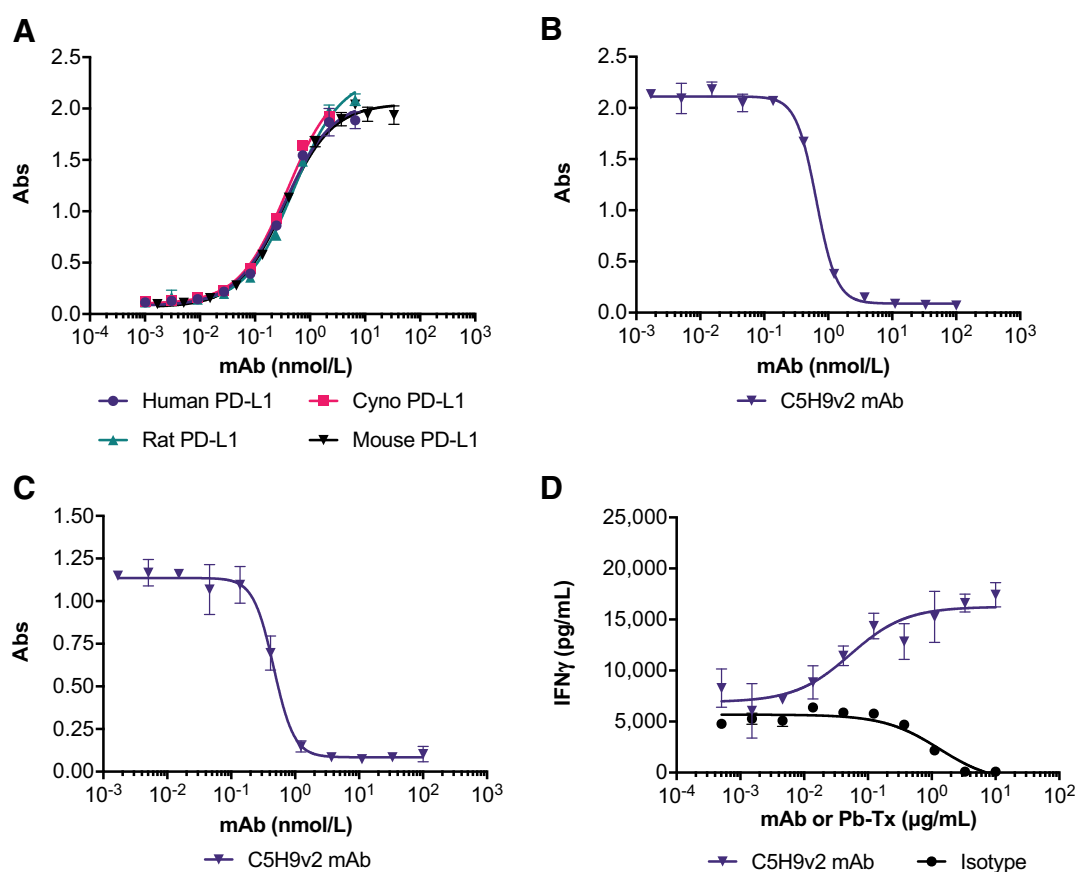 A
2.5
2.0
1.5
1.0
0.5
0.0
Abs
10-4 10-3 10-2 10-1 100 101 102 103
mAb (nmol/L)
Human PD-L1 Cyno PD-L1
Rat PD-L1 Mouse PD-L1
B
2.5
2.0
1.5
1.0
0.5
0.0
Abs
10-3 10-2 10-1 100 101 102 103
mAb (nmol/L)
C5H9v2 mAb
C
1.50
1.25
1.00
0.75
0.50
0.25
0.00
Abs
10-3 10-2 10-1 100 101 102 103
mAb (nmol/L)
C5H9v2 mAb
D
25,000
20,000
15,000
10,000
5,000
0
IFNγ (pg/mL)
10-4 10-3 10-2 10-1 100 101 102
mAb or Pb-Tx (µg/mL)
C5H9v2 mAb Isotype